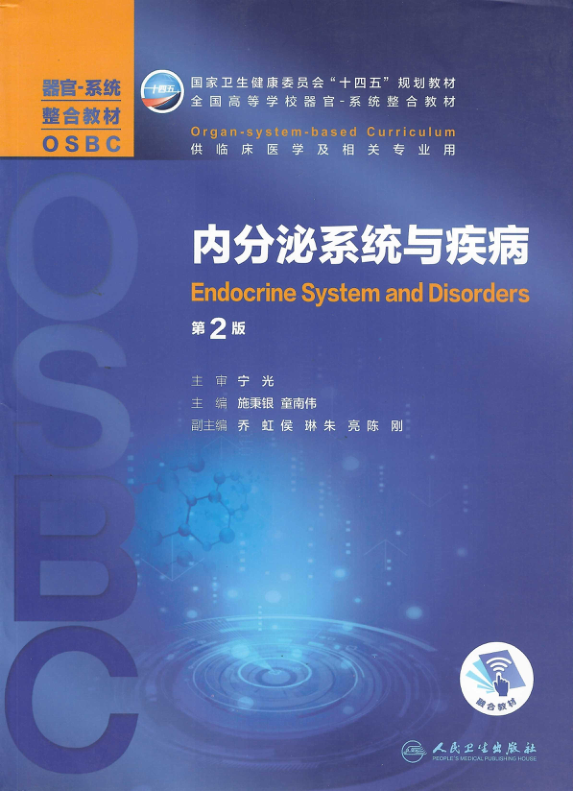 器官-系统
整合教材
OSBC
十四五
国家卫生健康委员会“十四五”规划教材
全国高等学校器官-系统整合教材
Organ-system-based Curriculum
供临床医学及相关专业用
OSBC
内分泌系统与疾病
Endocrine System and Disorders
第2版
主 审 宁 光
主 编 施秉银 童南伟
副主编 乔 虹 侯 琳 朱 亮 陈 刚
融合教材
人民卫生出版社
PEOPLE'S MEDICAL PUBLISHING HOUSE